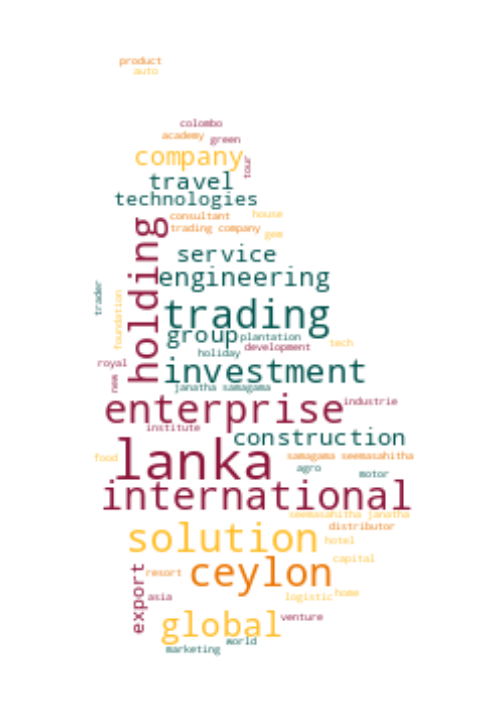 product
auto
colombo
academy green
company tour
travel
technologies
consultant house
trading company gem
holding
service
engineering
trader
foundation
trading
group plantation tech
holiday development
royal
investment
new
janatha samagama
enterprise industrie
institute
construction
lanka
food samagama seemasahitha
agro
motor
international
seemasahitha janatha
distributor
solution hotel
capital
export
resort ceylon
asia logistic home
global venture
world
marketing